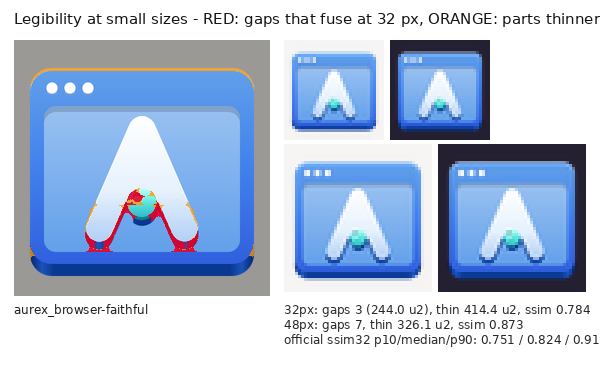 Legibility at small sizes - RED: gaps that fuse at 32 px, ORANGE: parts thinner
aurex_browser-faithful
32px: gaps 3 (244.0 u2), thin 414.4 u2, ssim 0.784
48px: gaps 7, thin 326.1 u2, ssim 0.873
official ssim32 p10/median/p90: 0.751 / 0.824 / 0.91